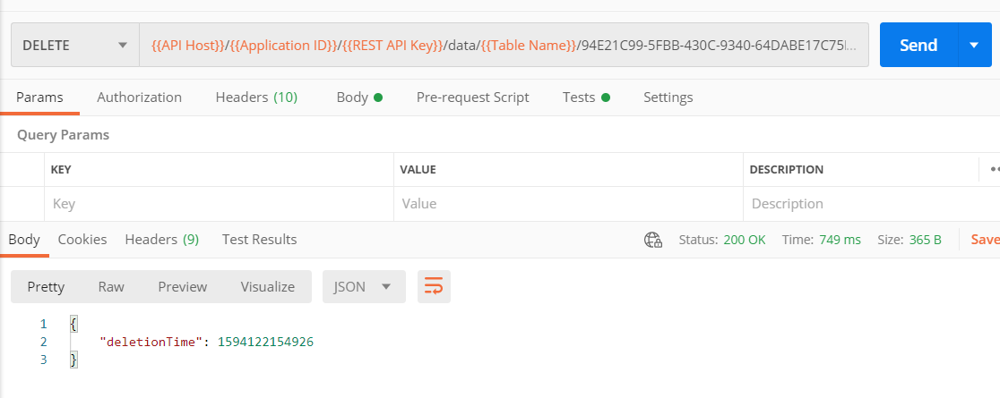 DELETE {{API Host}}/{{Application ID}}/{{REST API Key}}/data/{{Table Name}}/94E21C99-5FBB-430C-9340-64DABE17C75... Send
Params Authorization Headers (10) Body Pre-request Script Tests Settings
Query Params
KEY VALUE DESCRIPTION
Key Value Description
Body Cookies Headers (9) Test Results Status: 200 OK Time: 749 ms Size: 365 B Save
Pretty Raw Preview Visualize JSON
1 {
2 "deletionTime": 1594122154926
3 }